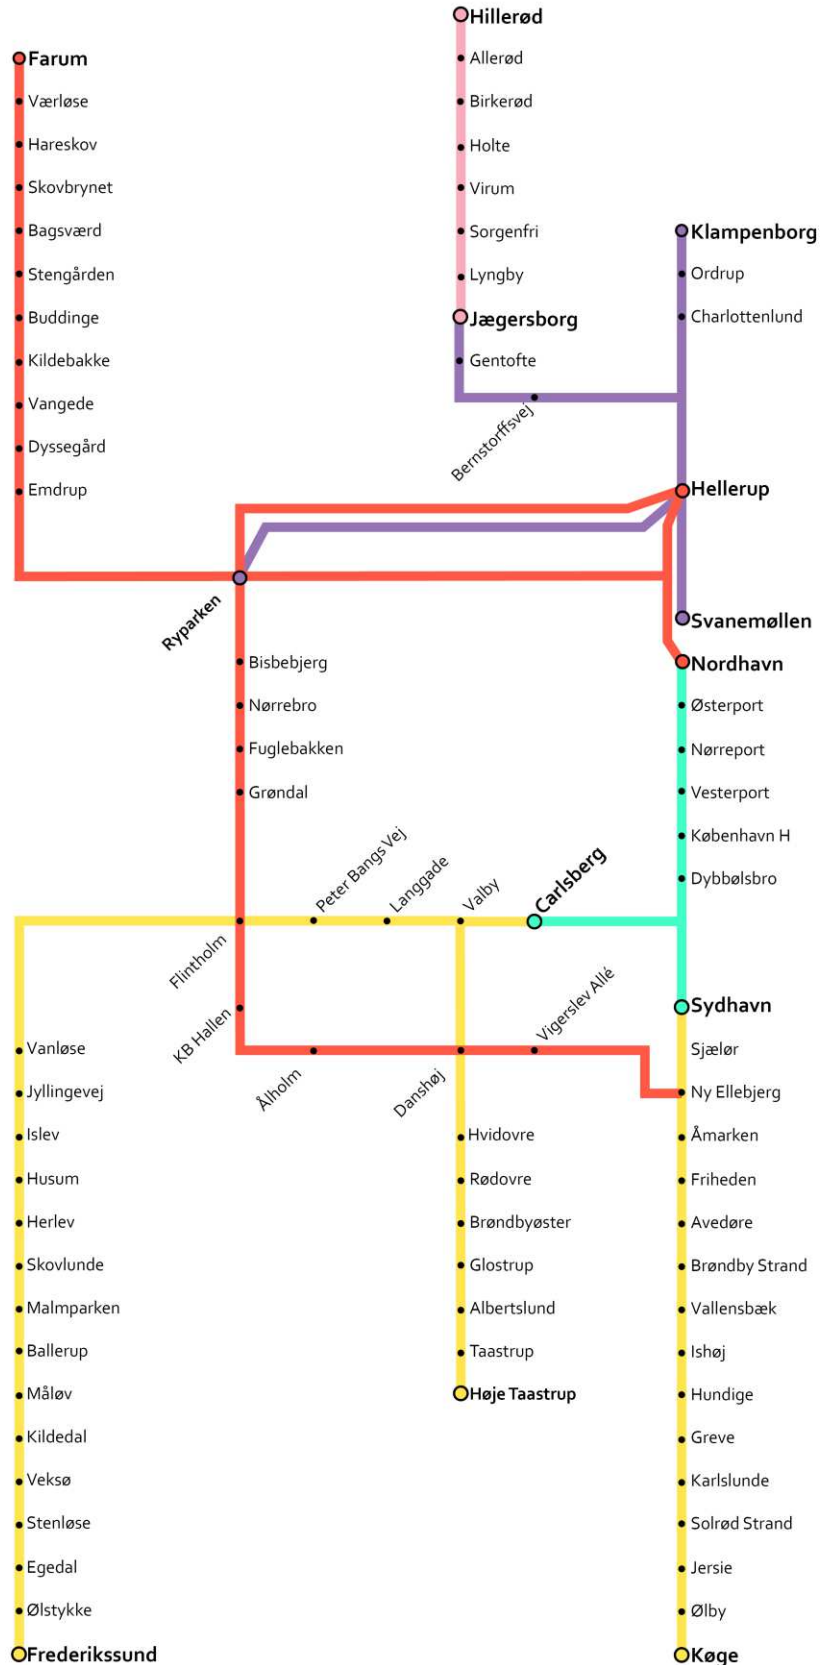 Hillerød
Allerød
Birkerød
Holte
Virum
Sorgenfri
Lyngby
Jægersborg
Gentofte
Bernstorffsvej
Farum
Værløse
Hareskov
Skovbrynet
Bagsværd
Stengården
Buddinge
Kildebakke
Vangede
Dyssegård
Emdrup
Klampenborg
Ordrup
Charlottenlund
Hellerup
Svanemøllen
Nordhavn
Østerport
Nørreport
Vesterport
København H
Dybbølsbro
Ryparken
Bisbebjerg
Nørrebro
Fuglebakken
Grøndal
Flintholm
Peter Bangs Vej
Langgade
Valby
Carlsberg
KB Hallen
Ålholm
Danshøj
Vigerslev Allé
Sydhavn
Sjælør
Ny Ellebjerg
Åmarken
Friheden
Avedøre
Brøndby Strand
Vallensbæk
Ishøj
Hundige
Greve
Karlslunde
Solrød Strand
Jersie
Ølby
Køge
Vanløse
Jyllingevej
Islev
Husum
Herlev
Skovlunde
Malmparken
Ballerup
Måløv
Kildedal
Veksø
Stenløse
Egedal
Ølstykke
Frederikssund
Hvidovre
Rødovre
Brøndbyøster
Glostrup
Albertslund
Taastrup
Høje Taastrup